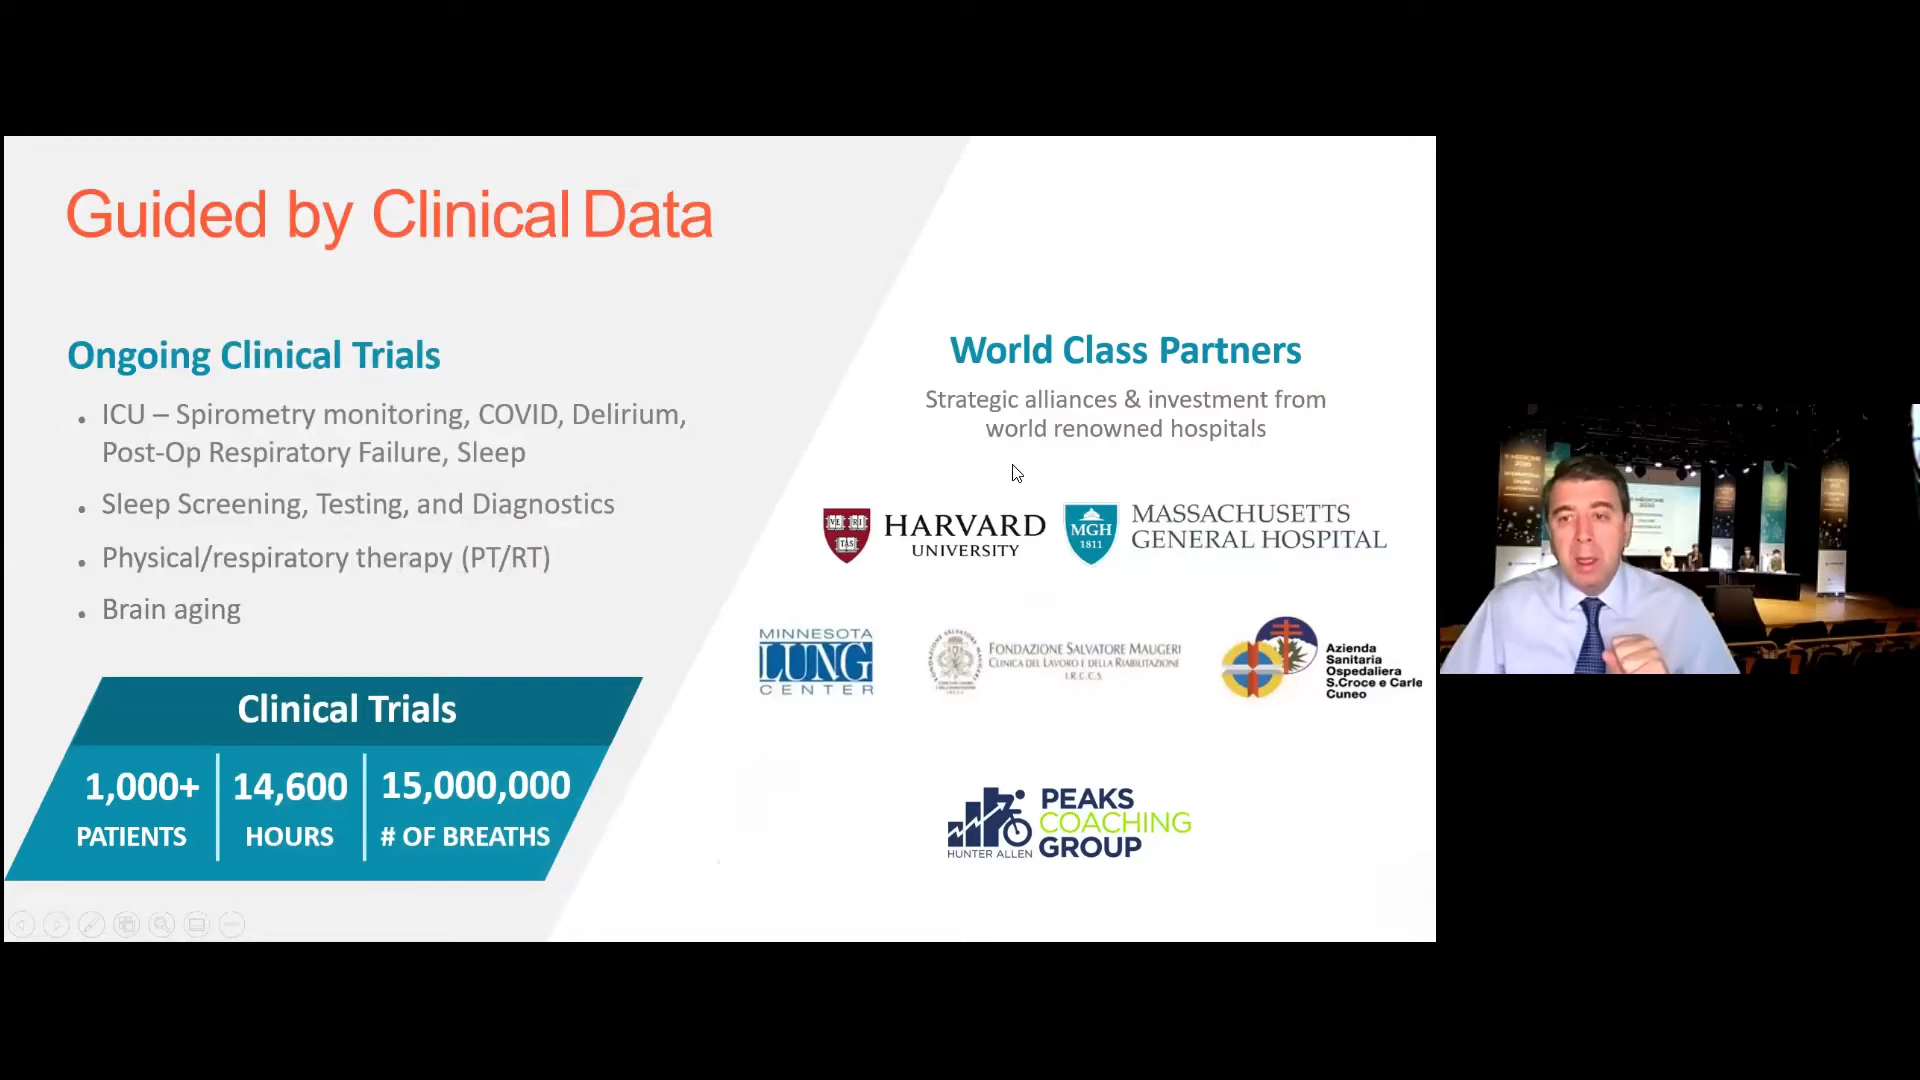 Guided by Clinical Data
Ongoing Clinical Trials
• ICU – Spirometry monitoring, COVID, Delirium,
Post-Op Respiratory Failure, Sleep
• Sleep Screening, Testing, and Diagnostics
• Physical/respiratory therapy (PT/RT)
• Brain aging
Clinical Trials
1,000+
PATIENTS
14,600
HOURS
15,000,000
# OF BREATHS
World Class Partners
Strategic alliances & investment from
world renowned hospitals
VE RI
TAS
HARVARD
UNIVERSITY
MGH
1811
MASSACHUSETTS
GENERAL HOSPITAL
MINNESOTA
LUNG
CENTER
FONDAZIONE SALVATORE MAUGERI
CLINICA DEL LAVORO E DELLA RIABILITAZIONE
I.R.C.C.S.
Azienda
Sanitaria
Ospedaliera
S.Croce e Carle
Cuneo
HUNTER ALLEN
PEAKS
COACHING
GROUP